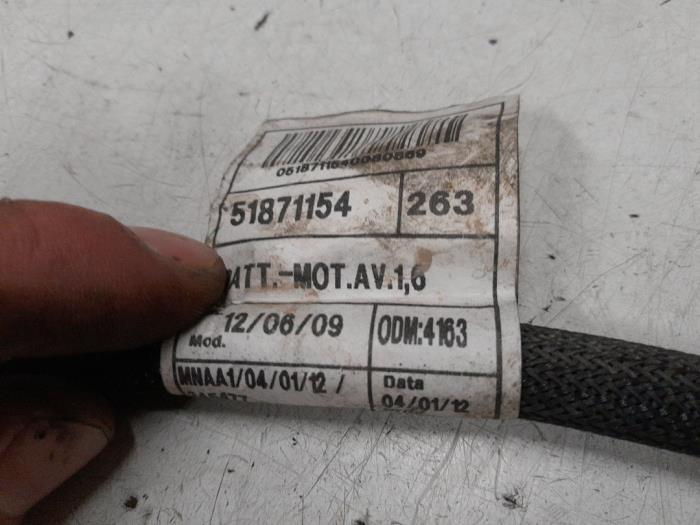 0518711540080869
51871154 263
ATT.-MOT.AV.1,6
Mod. 12/06/09 ODM:4163
MNAA1/04/01/12 / Data
04/01/12